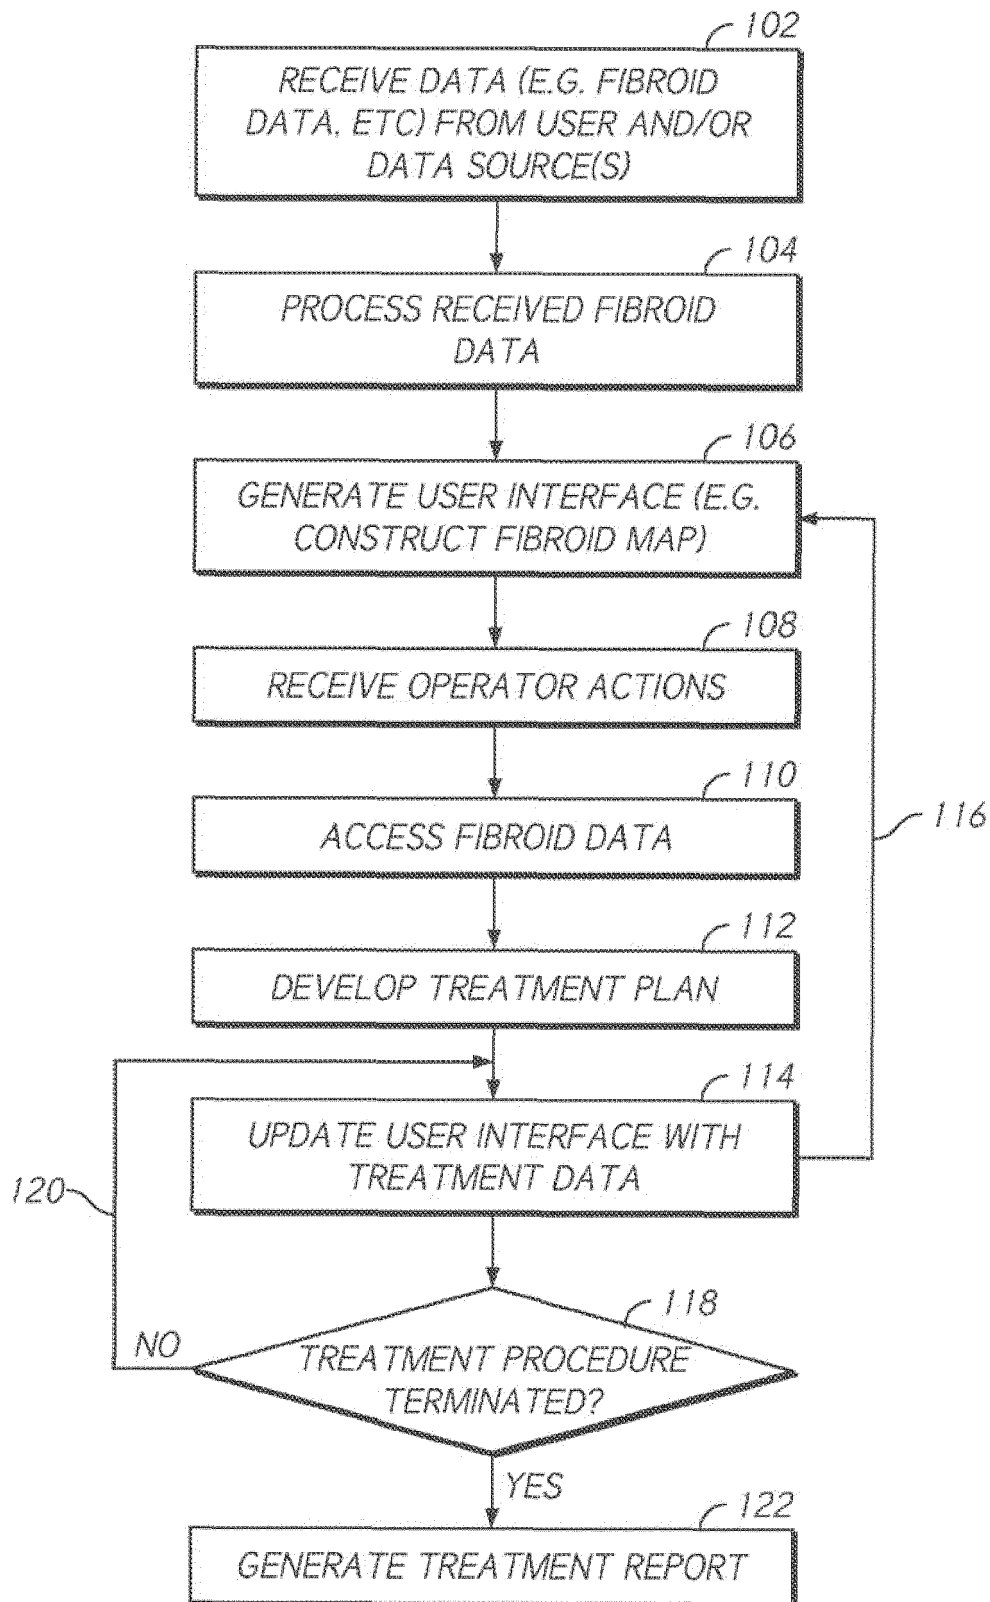 102
RECEIVE DATA (E.G. FIBROID
DATA, ETC) FROM USER AND/OR
DATA SOURCE(S)
104
PROCESS RECEIVED FIBROID
DATA
106
GENERATE USER INTERFACE (E.G.
CONSTRUCT FIBROID MAP)
108
RECEIVE OPERATOR ACTIONS
110
ACCESS FIBROID DATA
116
112
DEVELOP TREATMENT PLAN
114
UPDATE USER INTERFACE WITH
TREATMENT DATA
120
118
NO
TREATMENT PROCEDURE
TERMINATED?
YES
122
GENERATE TREATMENT REPORT